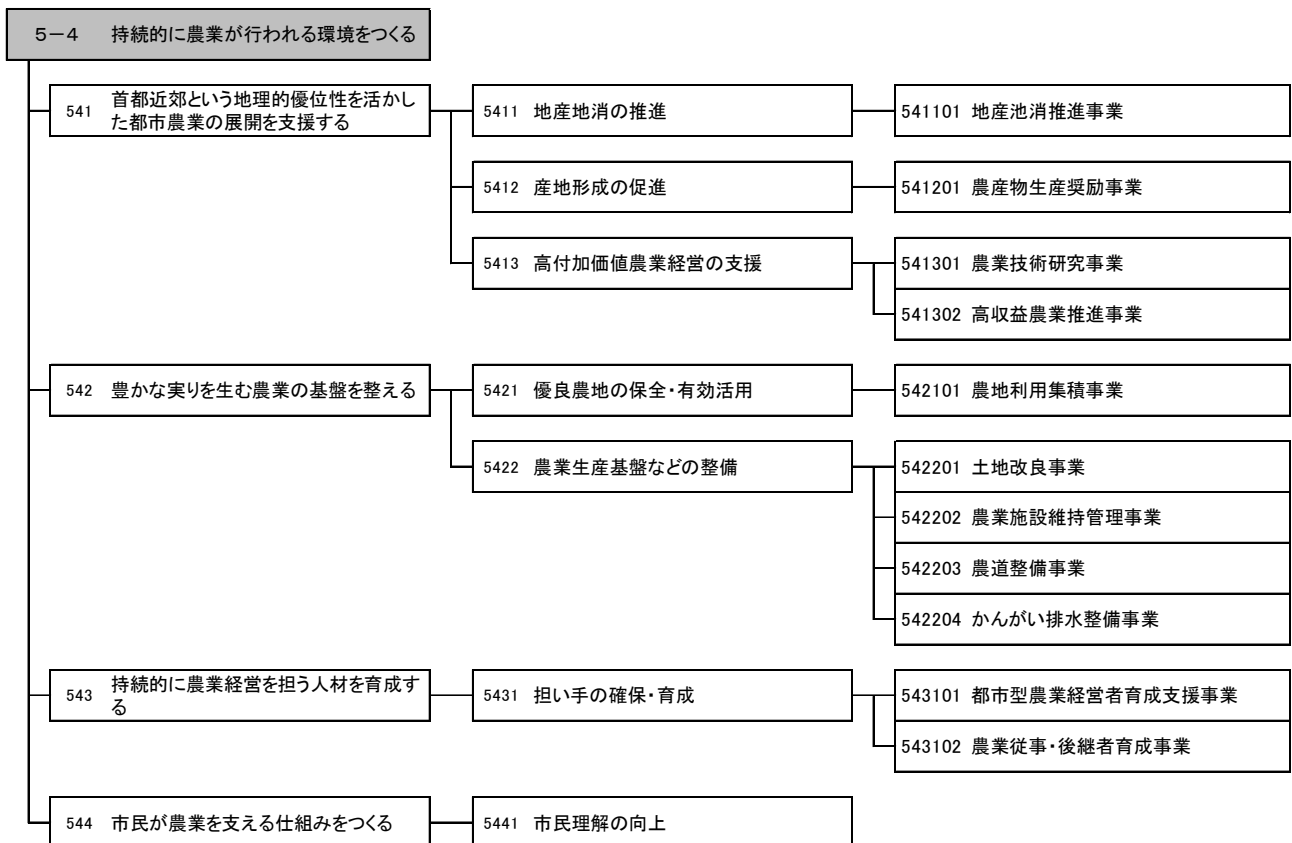 5－4 持続的に農業が行われる環境をつくる
541 首都近郊という地理的優位性を活かし
た都市農業の展開を支援する
5411 地産地消の推進
541101 地産池消推進事業
5412 産地形成の促進
541201 農産物生産奨励事業
5413 高付加価値農業経営の支援
541301 農業技術研究事業
541302 高収益農業推進事業
542 豊かな実りを生む農業の基盤を整える
5421 優良農地の保全・有効活用
542101 農地利用集積事業
5422 農業生産基盤などの整備
542201 土地改良事業
542202 農業施設維持管理事業
542203 農道整備事業
542204 かんがい排水整備事業
543 持続的に農業経営を担う人材を育成す
る
5431 担い手の確保・育成
543101 都市型農業経営者育成支援事業
543102 農業従事・後継者育成事業
544 市民が農業を支える仕組みをつくる
5441 市民理解の向上